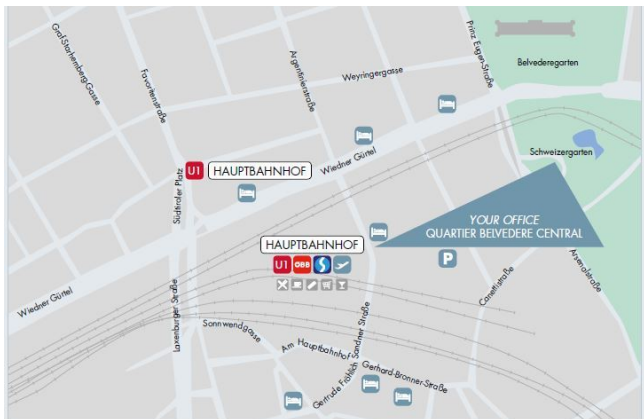 Graf-Starhemberg-Gasse
Favoritenstraße
Argentinierstraße
Prinz Eugen-Straße
Weyringergasse
Belvederegarten
Schweizergarten
Wiedner Gürtel
Südtiroler Platz
U1 HAUPTBAHNHOF
YOUR OFFICE
QUARTIER BELVEDERE CENTRAL
HAUPTBAHNHOF
U1 ÖBB S
P
Arsenalstraße
Canettistraße
Wiedner Gürtel
Laxenburger Straße
Sonnwendgasse
Am Hauptbahnhof
Gertrude Fröhlich Sandner Straße
Gerhard-Bronner-Straße